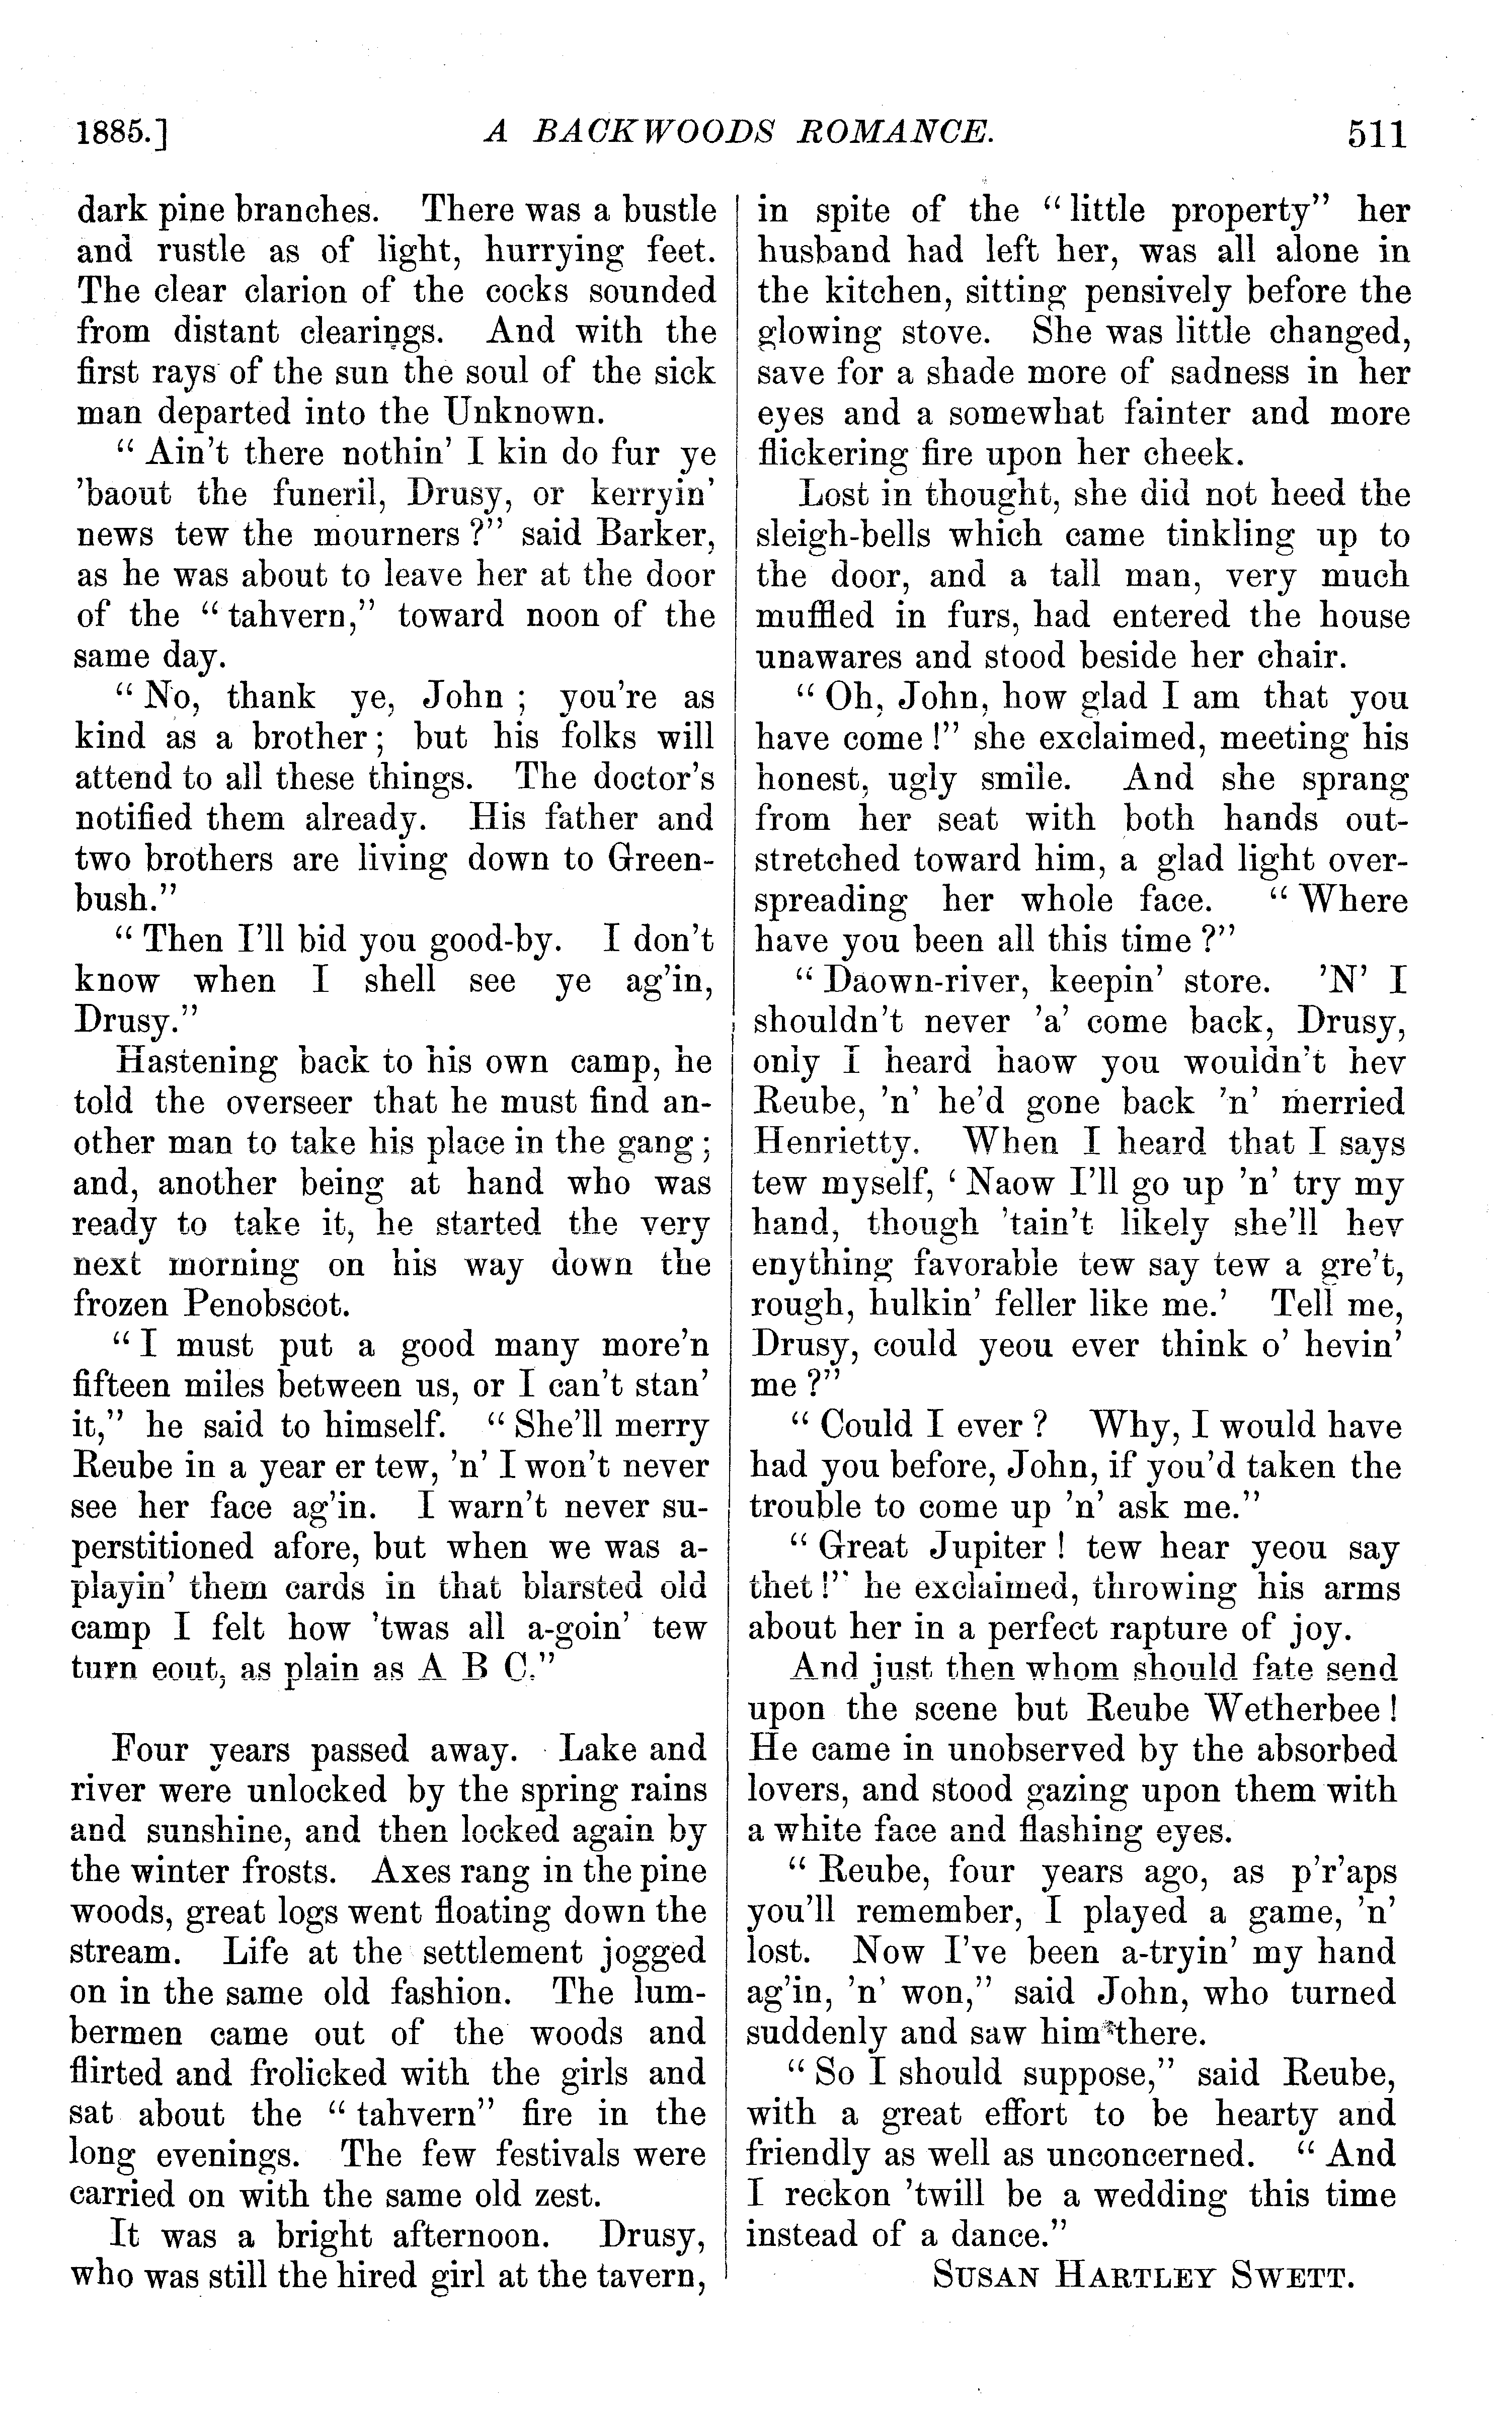 1885.] A BACKWOODS ROMANCE. 511
dark pine branches. There was a bustle
and rustle as of light, hurrying feet.
The clear clarion of the cocks sounded
from distant clearings. And with the
first rays of the sun the soul of the sick
man departed into the Unknown.
“Ain't there nothin' I kin do fur ye
'baout the funeril, Drusy, or kerryin'
news tew the mourners?” said Barker,
as he was about to leave her at the door
of the “tahvern,” toward noon of the
same day.
“No, thank ye, John; you're as
kind as a brother; but his folks will
attend to all these things. The doctor's
notified them already. His father and
two brothers are living down to Green-
bush.”
“Then I'll bid you good-by. I don't
know when I shell see ye ag'in,
Drusy.”
Hastening back to his own camp, he
told the overseer that he must find an-
other man to take his place in the gang;
and, another being at hand who was
ready to take it, he started the very
next morning on his way down the
frozen Penobscot.
“I must put a good many more'n
fifteen miles between us, or I can't stan'
it,” he said to himself. “She'll merry
Reube in a year er tew, 'n' I won't never
see her face ag'in. I warn't never su-
perstitioned afore, but when we was a-
playin' them cards in that blarsted old
camp I felt how 'twas all a-goin' tew
turn eout, as plain as A B C.”
Four years passed away. Lake and
river were unlocked by the spring rains
and sunshine, and then locked again by
the winter frosts. Axes rang in the pine
woods, great logs went floating down the
stream. Life at the settlement jogged
on in the same old fashion. The lum-
bermen came out of the woods and
flirted and frolicked with the girls and
sat about the “tahvern” fire in the
long evenings. The few festivals were
carried on with the same old zest.
It was a bright afternoon. Drusy,
who was still the hired girl at the tavern,
in spite of the “little property” her
husband had left her, was all alone in
the kitchen, sitting pensively before the
glowing stove. She was little changed,
save for a shade more of sadness in her
eyes and a somewhat fainter and more
flickering fire upon her cheek.
Lost in thought, she did not heed the
sleigh-bells which came tinkling up to
the door, and a tall man, very much
muffled in furs, had entered the house
unawares and stood beside her chair.
“Oh, John, how glad I am that you
have come!” she exclaimed, meeting his
honest, ugly smile. And she sprang
from her seat with both hands out-
stretched toward him, a glad light over-
spreading her whole face. “Where
have you been all this time?”
“Daown-river, keepin' store. 'N' I
shouldn't never 'a' come back, Drusy,
only I heard haow you wouldn't hev
Reube, 'n' he'd gone back 'n' merried
Henrietty. When I heard that I says
tew myself, ‘Naow I'll go up 'n' try my
hand, though 'tain't likely she'll hev
enything favorable tew say tew a gre't,
rough, hulkin' feller like me.’ Tell me,
Drusy, could yeou ever think o' hevin'
me?”
“Could I ever? Why, I would have
had you before, John, if you'd taken the
trouble to come up 'n' ask me.”
“Great Jupiter! tew hear yeou say
thet!” he exclaimed, throwing his arms
about her in a perfect rapture of joy.
And just then whom should fate send
upon the scene but Reube Wetherbee!
He came in unobserved by the absorbed
lovers, and stood gazing upon them with
a white face and flashing eyes.
“Reube, four years ago, as p'r'aps
you'll remember, I played a game, 'n'
lost. Now I've been a-tryin' my hand
ag'in, 'n' won,” said John, who turned
suddenly and saw him there.
“So I should suppose,” said Reube,
with a great effort to be hearty and
friendly as well as unconcerned. “And
I reckon 'twill be a wedding this time
instead of a dance.”
SUSAN HARTLEY SWETT.